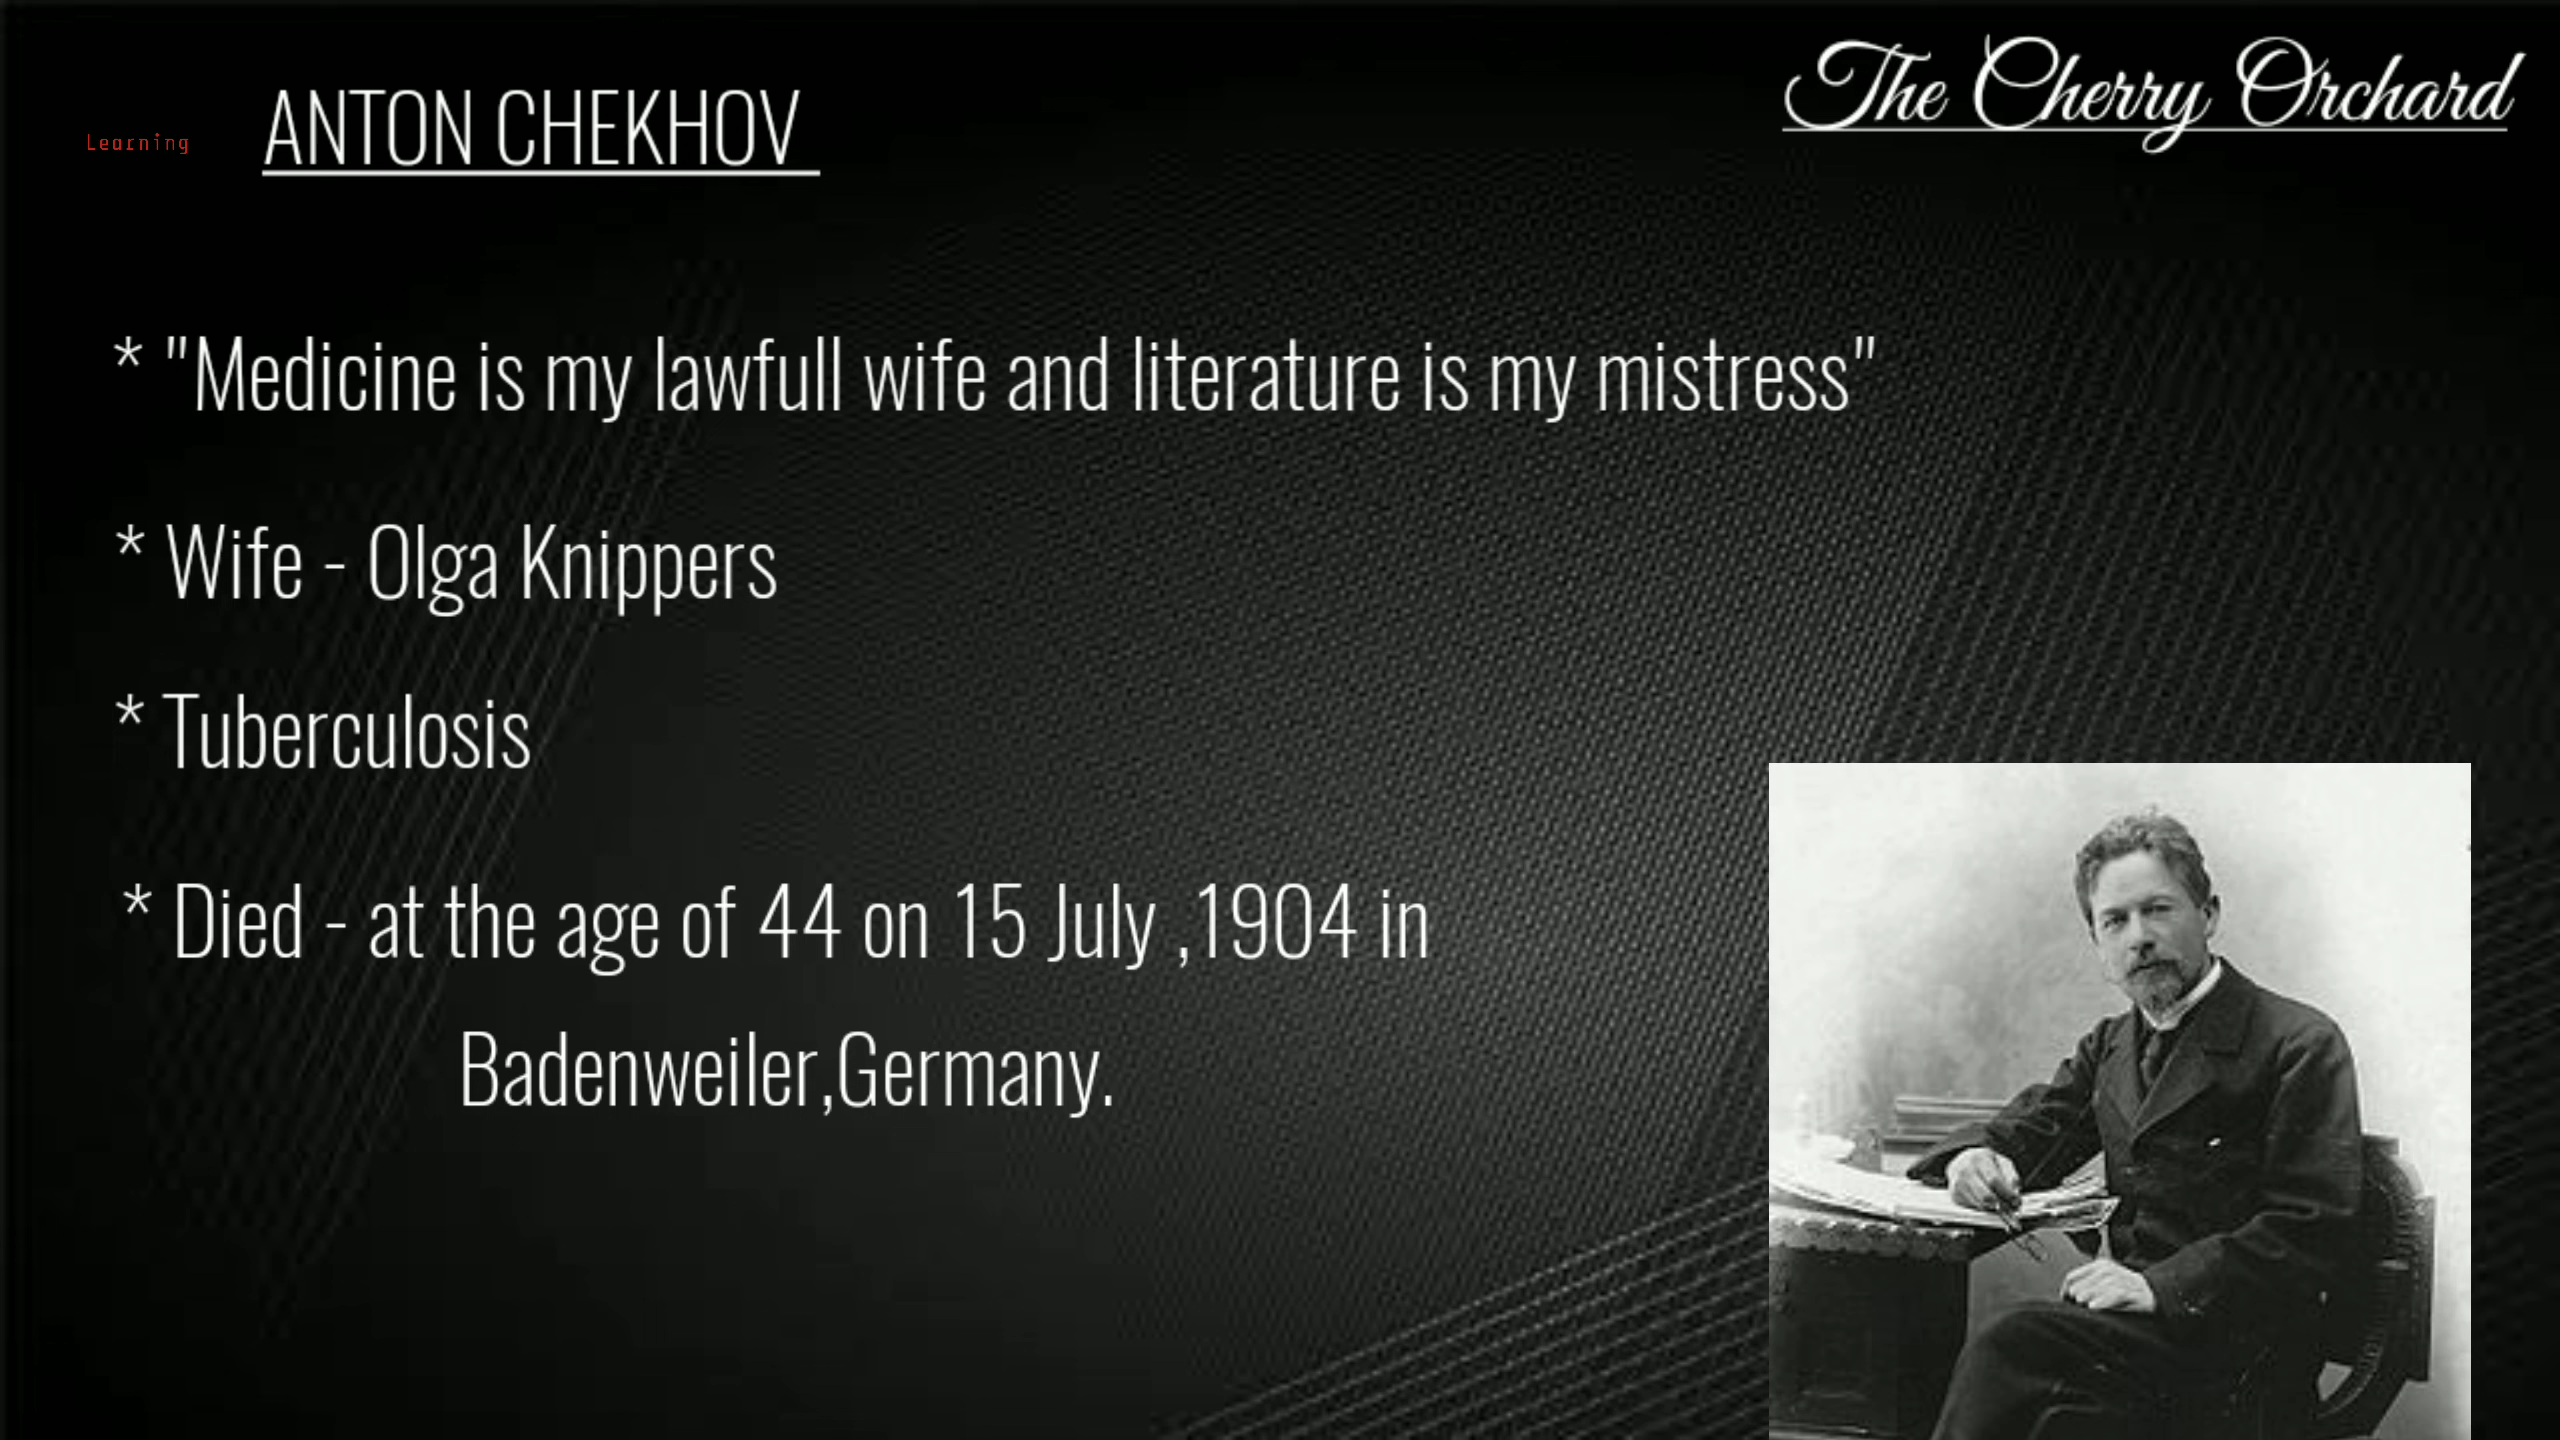 The Cherry Orchard
Learning
ANTON CHEKHOV
* "Medicine is my lawfull wife and literature is my mistress"
* Wife - Olga Knippers
* Tuberculosis
* Died - at the age of 44 on 15 July ,1904 in
Badenweiler,Germany.